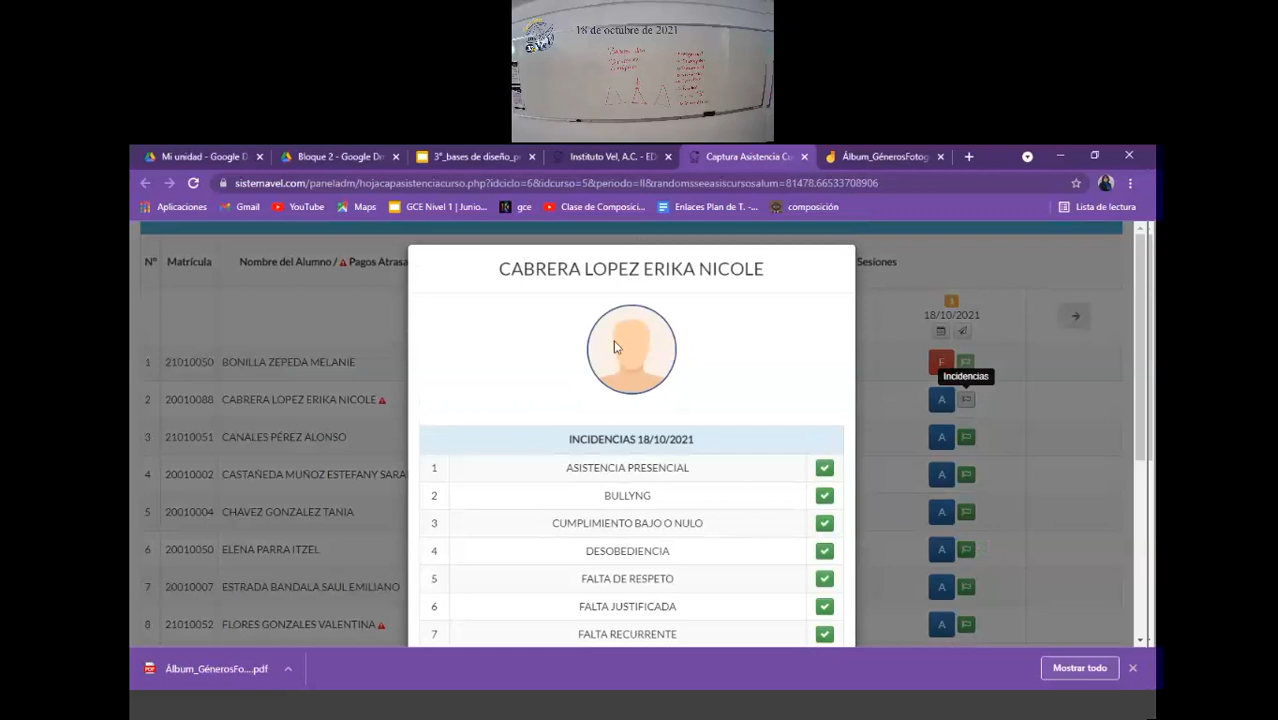 18 de octubre de 2021
Mi unidad - Google D
Bloque 2 - Google Dri
3°_bases de diseño_pr
Instituto Vel, A.C. - ED
Captura Asistencia Cu
Álbum_GénerosFotog
sistemavel.com/paneladm/hojacapasistenciacurso.php?idciclo=6&idcurso=5&periodo=II&randomsseeasiscursosalum=81478.66533708906
Aplicaciones
Gmail
YouTube
Maps
GCE Nivel 1 | Junio...
gce
Clase de Composici...
Enlaces Plan de T. -...
composición
Lista de lectura
Nº Matrícula Nombre del Alumno / Pagos Atrasa Sesiones
1
18/10/2021
1 21010050 BONILLA ZEPEDA MELANIE F
Incidencias
2 20010088 CABRERA LOPEZ ERIKA NICOLE A
3 21010051 CANALES PÉREZ ALONSO A
4 20010002 CASTAÑEDA MUÑOZ ESTEFANY SARA A
5 20010004 CHAVEZ GONZALEZ TANIA A
6 20010050 ELENA PARRA ITZEL A
7 20010007 ESTRADA BANDALA SAUL EMILIANO A
8 21010052 FLORES GONZALES VALENTINA A
CABRERA LOPEZ ERIKA NICOLE
INCIDENCIAS 18/10/2021
1 ASISTENCIA PRESENCIAL
2 BULLYNG
3 CUMPLIMIENTO BAJO O NULO
4 DESOBEDIENCIA
5 FALTA DE RESPETO
6 FALTA JUSTIFICADA
7 FALTA RECURRENTE
Álbum_GénerosFo....pdf
Mostrar todo